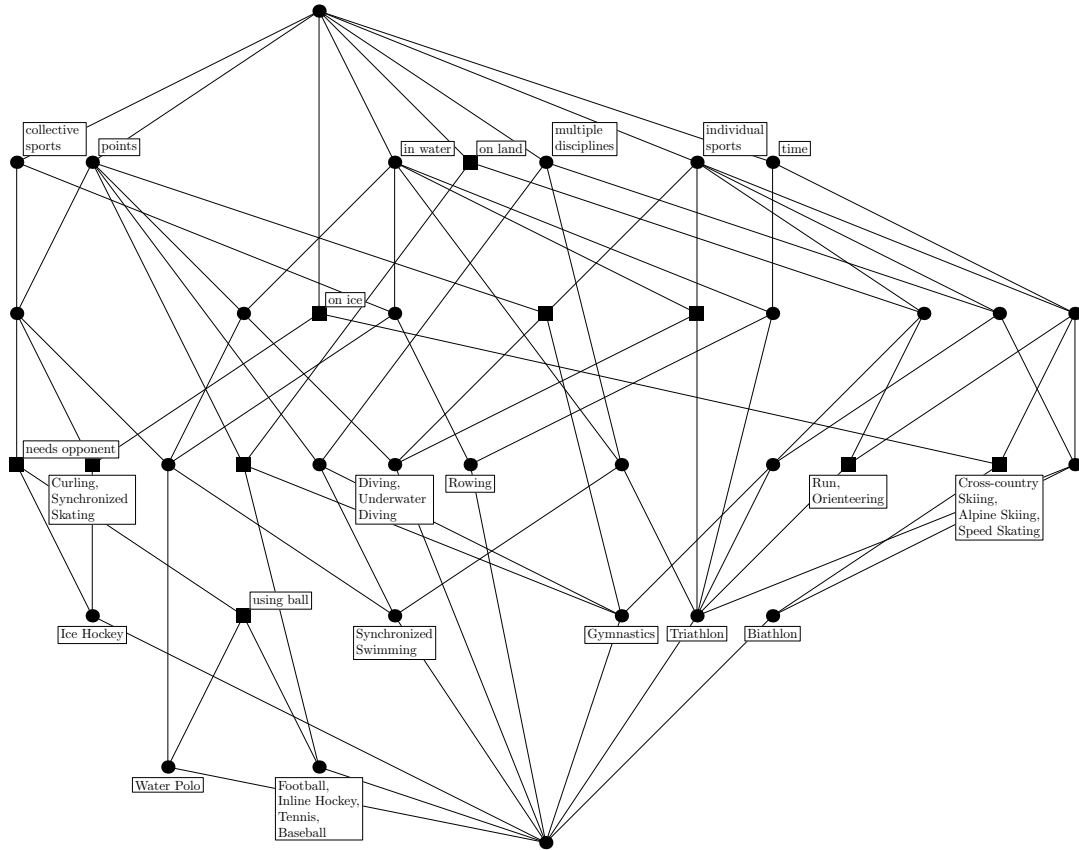 collective
sports
points
in water
on land
multiple
disciplines
individual
sports
time
on ice
needs opponent
Curling,
Synchronized
Skating
Diving,
Underwater
Diving
Rowing
Run,
Orienteering
Cross-country
Skiing,
Alpine Skiing,
Speed Skating
using ball
Ice Hockey
Synchronized
Swimming
Gymnastics
Triathlon
Biathlon
Water Polo
Football,
Inline Hockey,
Tennis,
Baseball